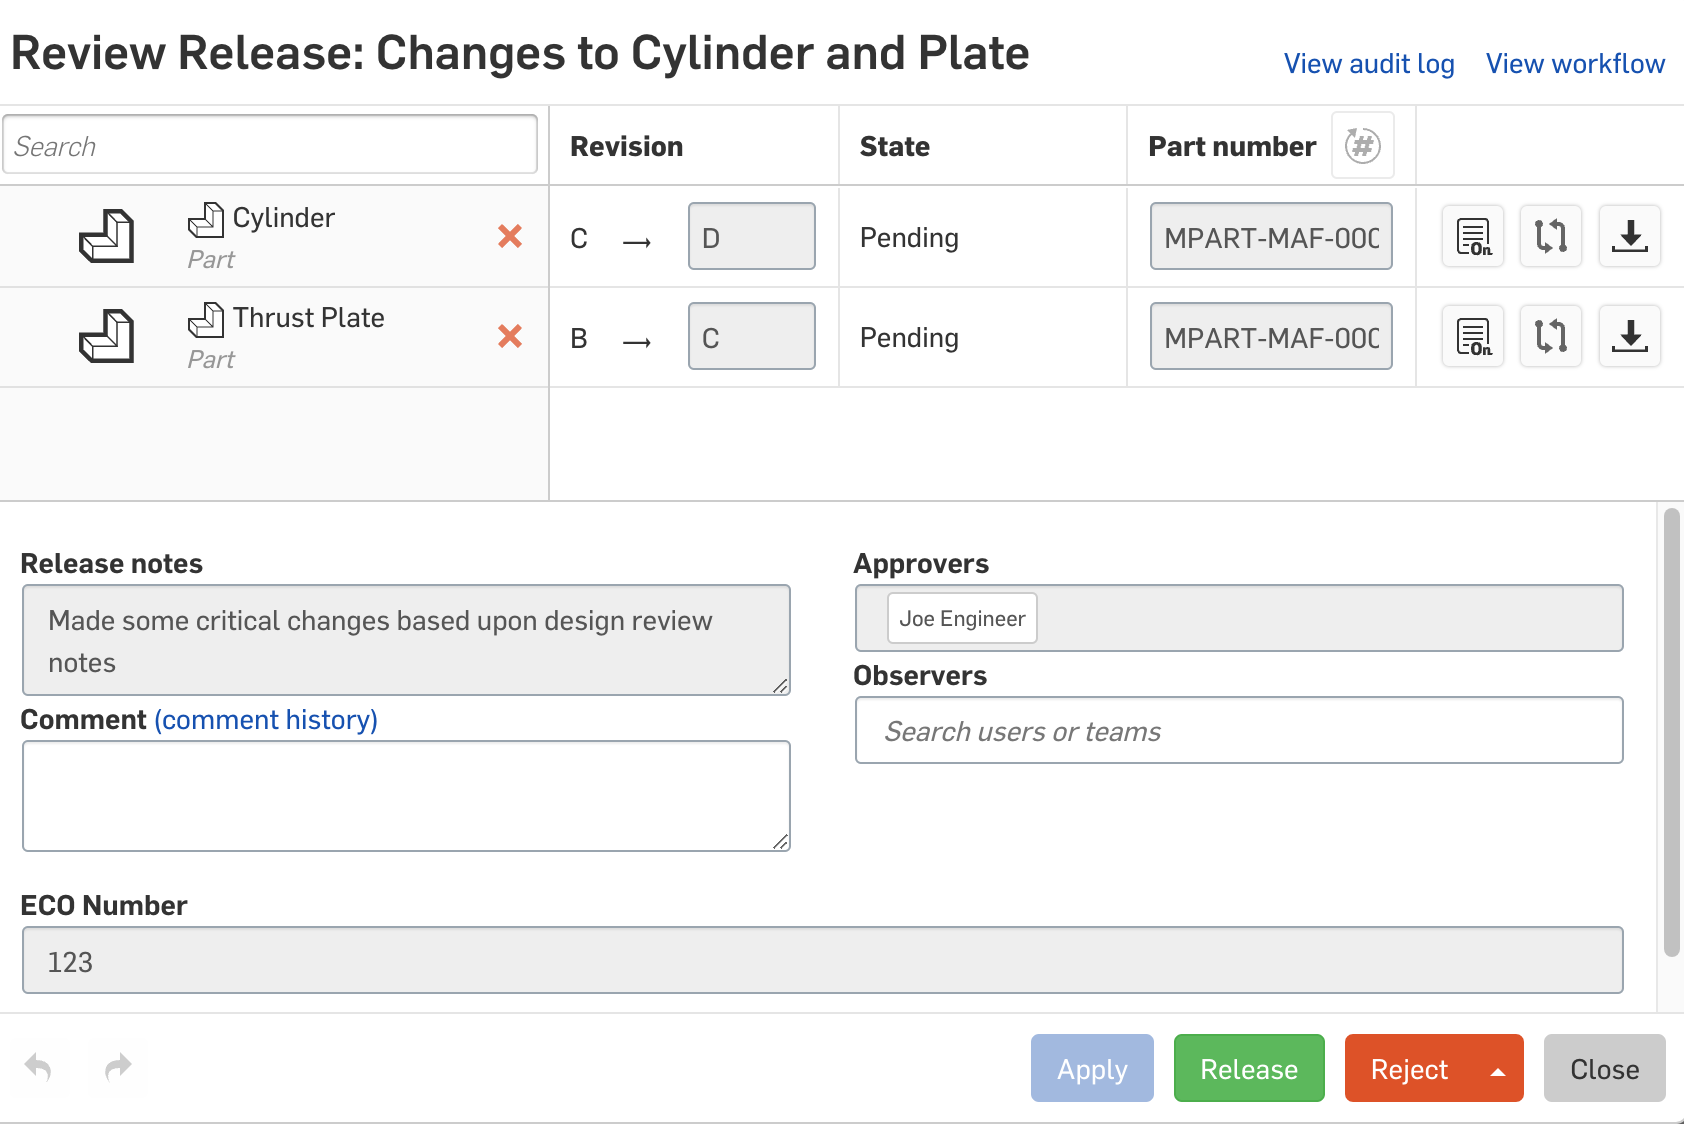 Review Release: Changes to Cylinder and Plate
View audit log View workflow
Search Revision State Part number #
Cylinder
Part
C → D Pending MPART-MAF-00C On
Thrust Plate
Part
B → C Pending MPART-MAF-00C On
Release notes
Made some critical changes based upon design review
notes
Comment (comment history)
Approvers
Joe Engineer
Observers
Search users or teams
ECO Number
123
Apply Release Reject Close